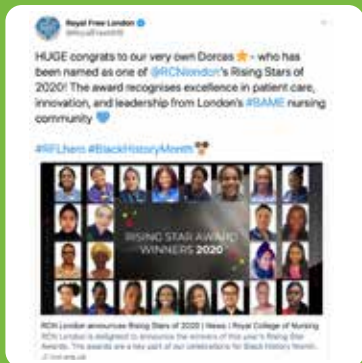 Royal Free London
@RoyalFreeNHS
HUGE congrats to our very own Dorcas ⭐ - who has
been named as one of @RCNlondon's Rising Stars of
2020! The award recognises excellence in patient care,
innovation, and leadership from London's #BAME nursing
community 💙
#RFLhero #BlackHistoryMonth
RISING STAR AWARD
WINNERS 2020
RCN London announces Rising Stars of 2020 | News | Royal College of Nursing
RCN London is delighted to announce the winners of this year's Rising Star
Awards. The awards are a key part of our celebrations for Black History Month.
rcn.org.uk